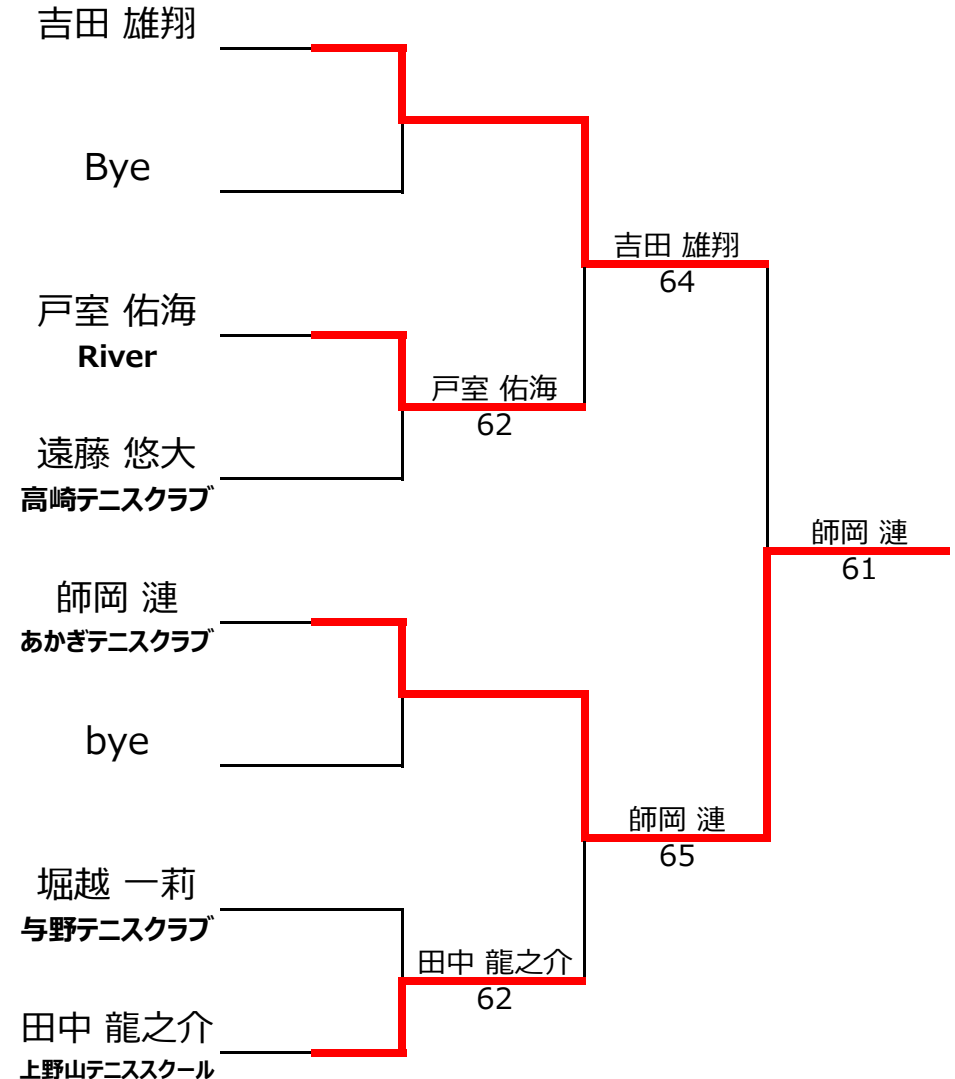 吉田 雄翔
Bye
吉田 雄翔
64
戸室 佑海
River
戸室 佑海
62
遠藤 悠大
高崎テニスクラブ
師岡 漣
61
師岡 漣
あかぎテニスクラブ
bye
師岡 漣
65
堀越 一莉
与野テニスクラブ
田中 龍之介
62
田中 龍之介
上野山テニススクール